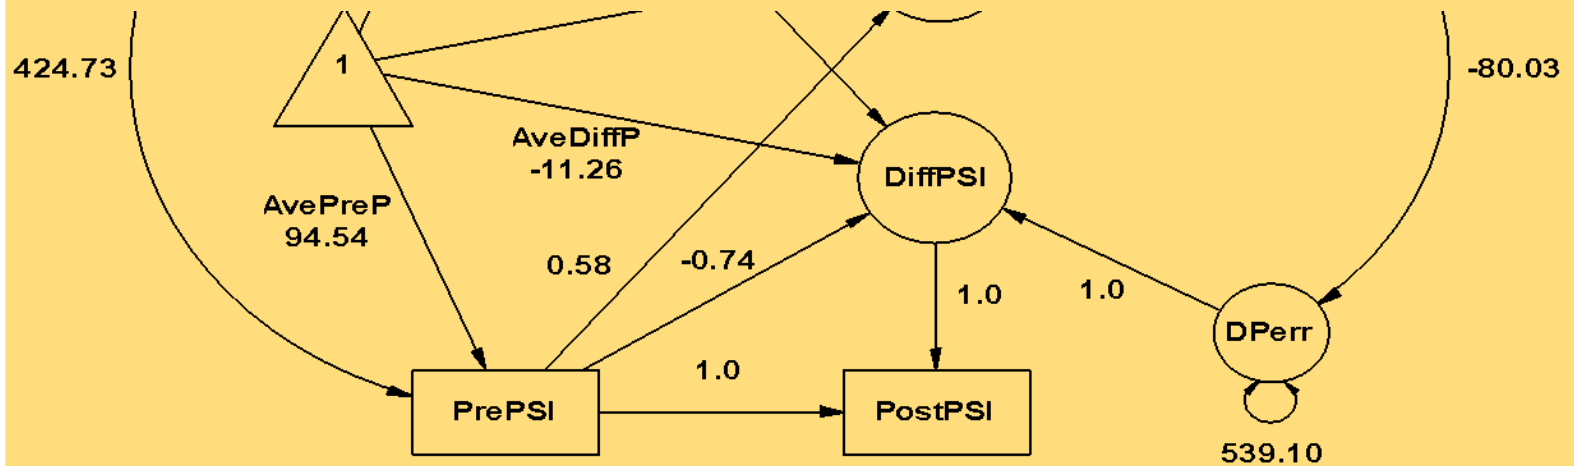 1
424.73
-80.03
AveDiffP
-11.26
DiffPSI
AvePreP
94.54
0.58
-0.74
1.0
1.0
DPerr
1.0
PrePSI
PostPSI
539.10